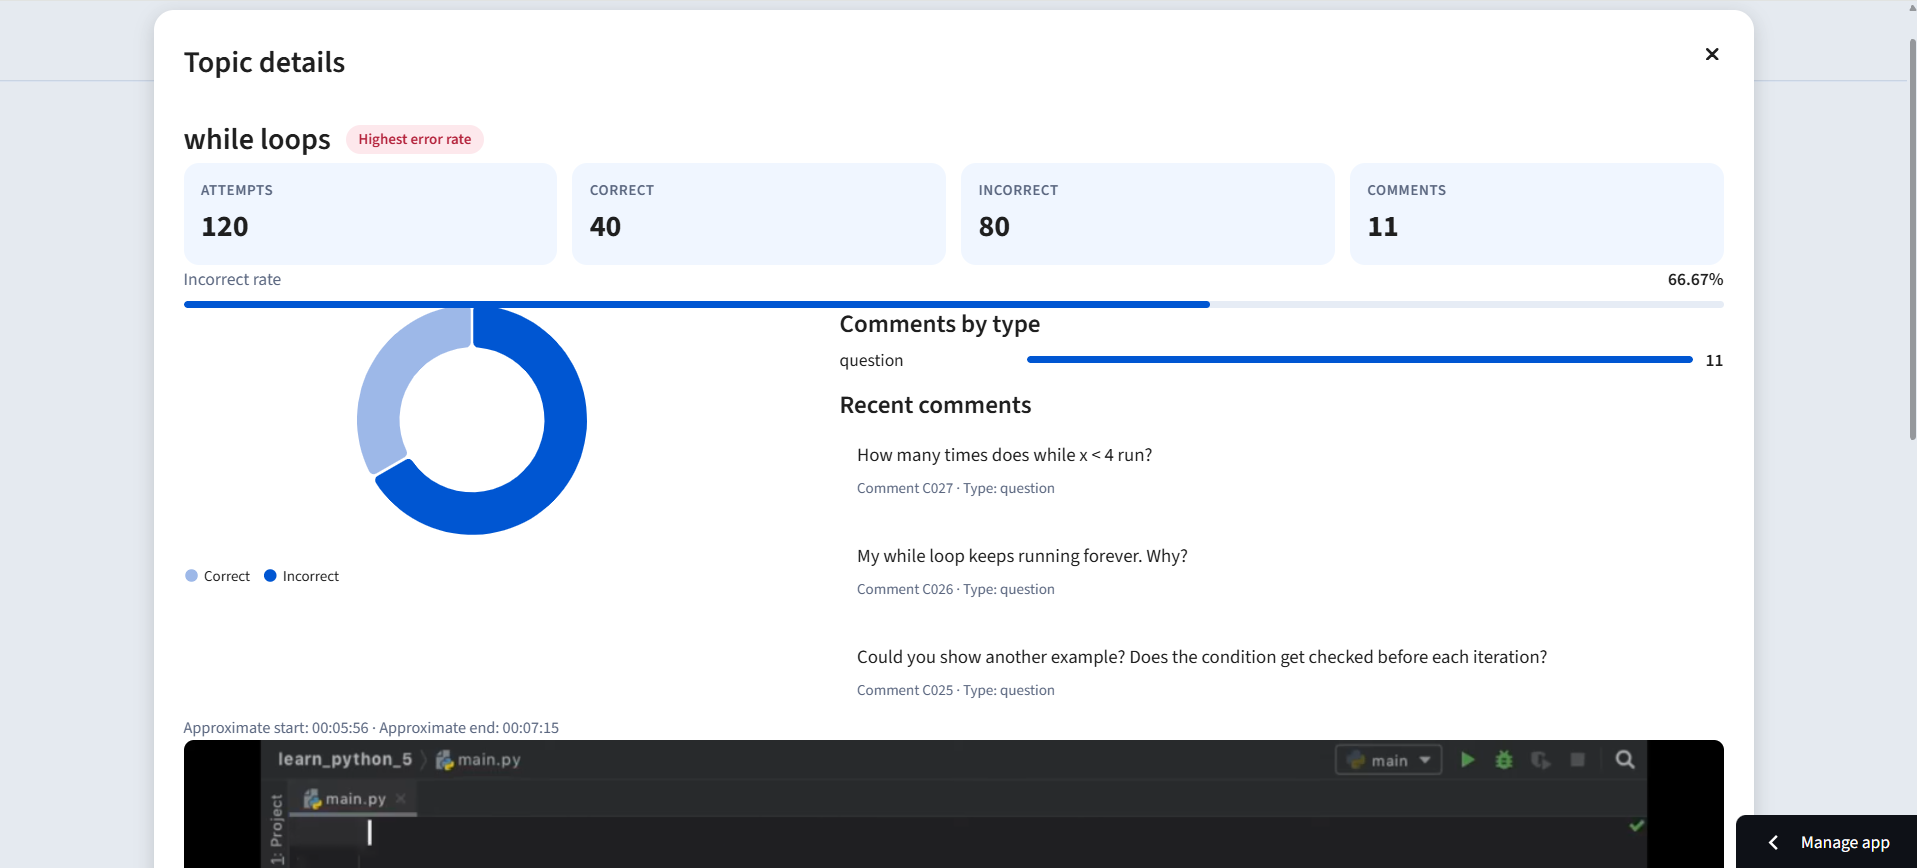 Topic details
×
while loops Highest error rate
ATTEMPTS
120
CORRECT
40
INCORRECT
80
COMMENTS
11
Incorrect rate 66.67%
Correct Incorrect
Comments by type
question 11
Recent comments
How many times does while x < 4 run?
Comment C027 · Type: question
My while loop keeps running forever. Why?
Comment C026 · Type: question
Could you show another example? Does the condition get checked before each iteration?
Comment C025 · Type: question
Approximate start: 00:05:56 · Approximate end: 00:07:15
learn_python_5 main.py main
main.py
1: Project
Manage app